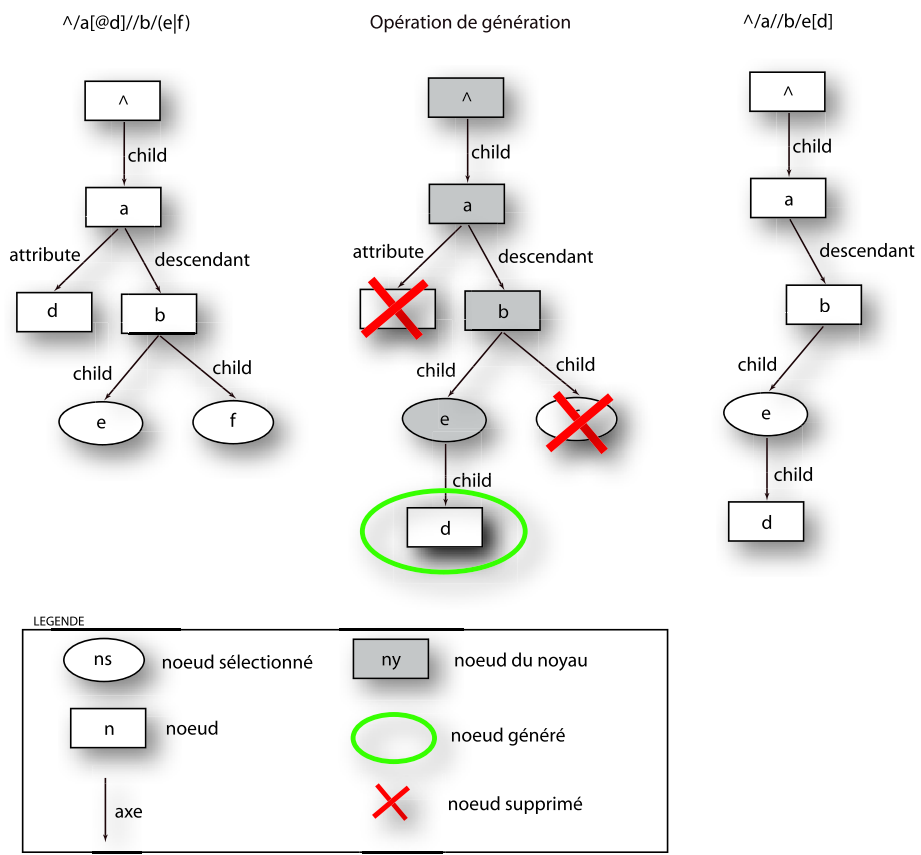 ^/a[@d]//b/(e|f)
Opération de génération
^/a//b/e[d]
^
child
a
attribute
descendant
d
b
child
child
e
f
^
child
a
attribute
descendant
b
child
child
e
child
d
^
child
a
descendant
b
child
e
child
d
LEGENDE
ns
noeud sélectionné
ny
noeud du noyau
n
noeud
noeud généré
axe
noeud supprimé